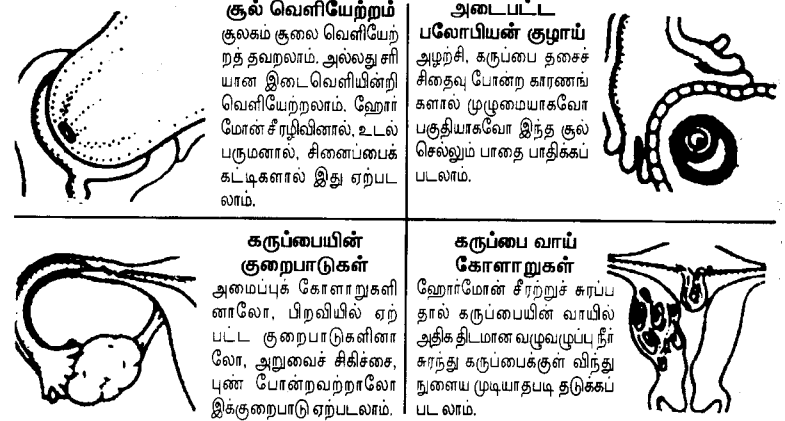 சூல் வெளியேற்றம்
சூலகம் சூலை வெளியேற்
றத் தவறலாம். அல்லது சரி
யான இடைவெளியின்றி
வெளியேற்றலாம். ஹோர்
மோன் சீரழிவினால், உடல்
பருமனால், சினைப்பைக்
கட்டிகளால் இது ஏற்பட
லாம்.
அடைபட்ட
பலோபியன் குழாய்
அழற்சி, கருப்பை தசைச்
சிதைவு போன்ற காரணங்
களால் முழுமையாகவோ
பகுதியாகவோ இந்த சூல்
செல்லும் பாதை பாதிக்கப்
படலாம்.
கருப்பையின்
குறைபாடுகள்
அமைப்புக் கோளாறுகளி
னாலோ, பிறவியில் ஏற்
பட்ட குறைபாடுகளினா
லோ, அறுவைச் சிகிச்சை,
புண் போன்றவற்றாலோ
இக்குறைபாடு ஏற்படலாம்.
கருப்பை வாய்
கோளாறுகள்
ஹோர்மோன் சீரற்றுச் சுரப்ப
தால் கருப்பையின் வாயில்
அதிகதிடமான வழுவழுப்பு நீர்
சுரந்து கருப்பைக்குள் விந்து
நுளைய முடியாதபடி தடுக்கப்
பட லாம்.